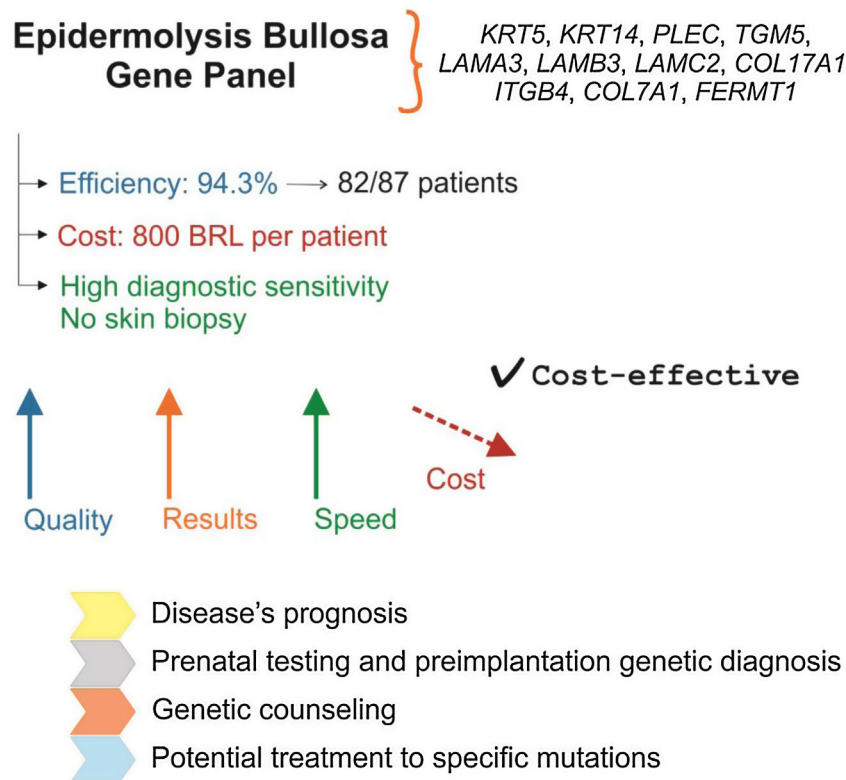 Epidermolysis Bullosa
Gene Panel
KRT5, KRT14, PLEC, TGM5,
LAMA3, LAMB3, LAMC2, COL17A1
ITGB4, COL7A1, FERMT1
Efficiency: 94.3% → 82/87 patients
Cost: 800 BRL per patient
High diagnostic sensitivity
No skin biopsy
✓ Cost-effective
Quality
Results
Speed
Cost
Disease's prognosis
Prenatal testing and preimplantation genetic diagnosis
Genetic counseling
Potential treatment to specific mutations